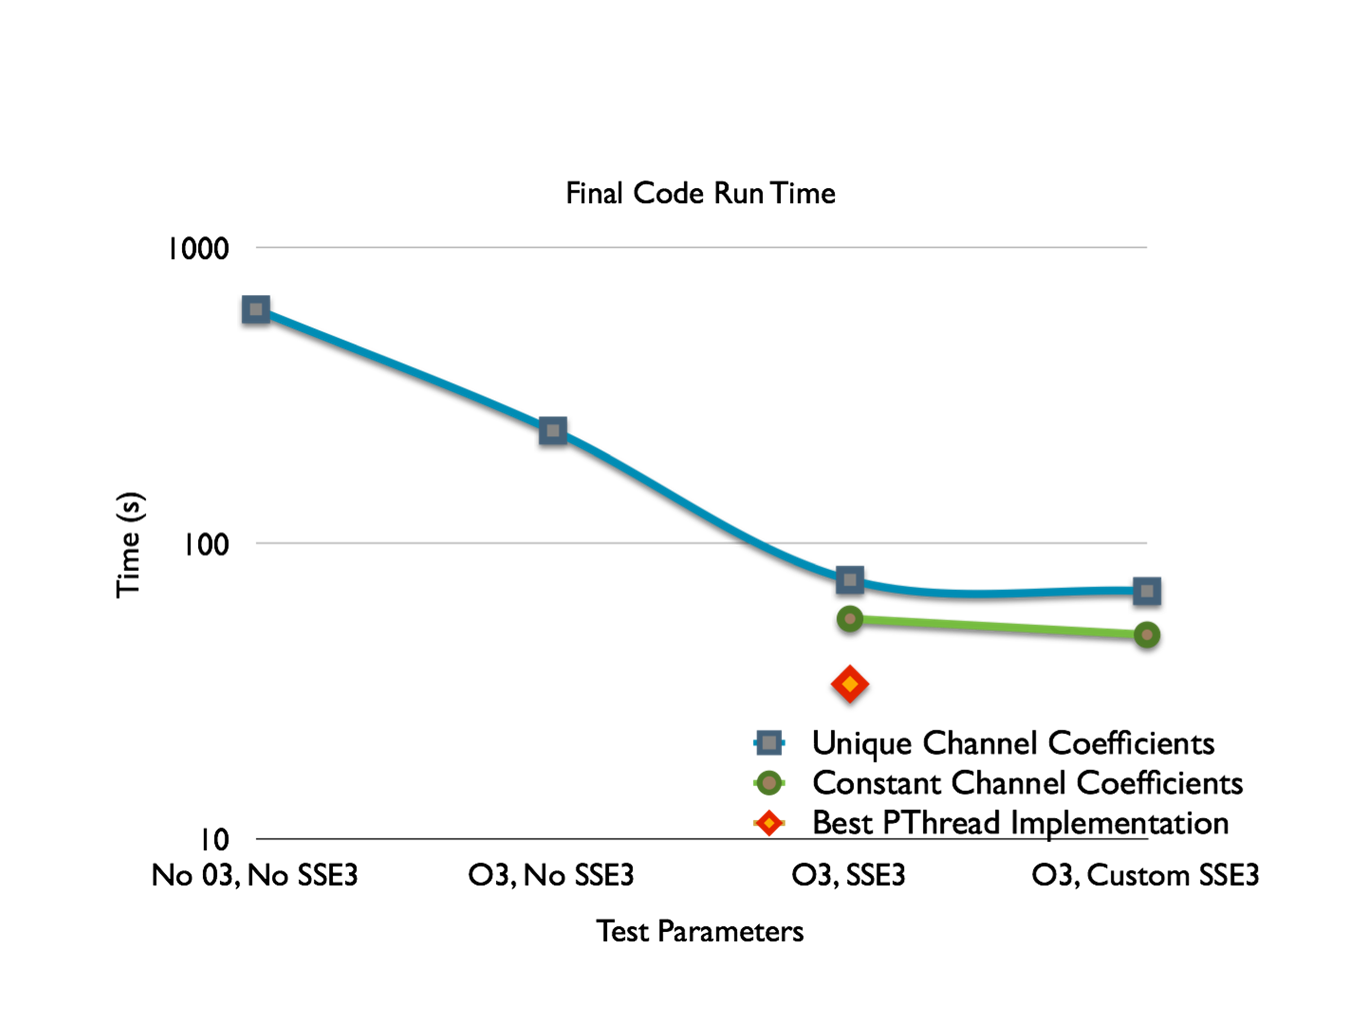 Final Code Run Time
1000
100
10
Time (s)
Unique Channel Coefficients
Constant Channel Coefficients
Best PThread Implementation
No 03, No SSE3
O3, No SSE3
O3, SSE3
O3, Custom SSE3
Test Parameters